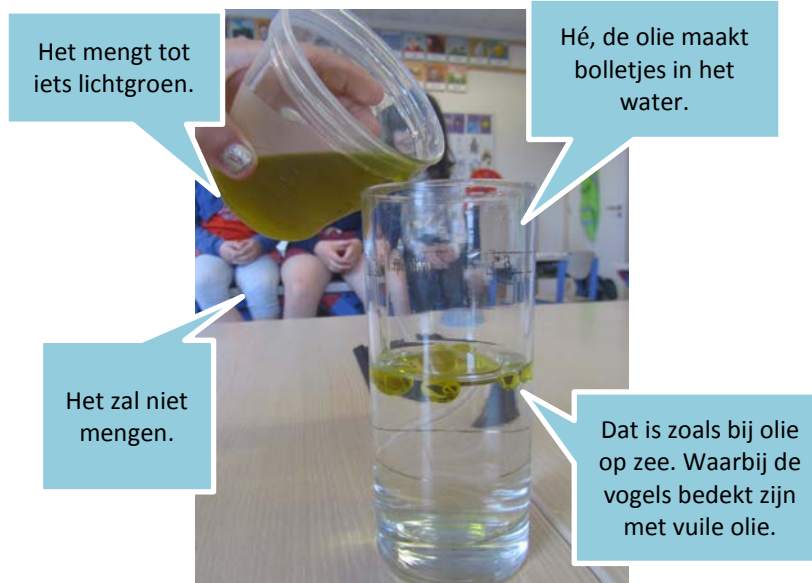 Het mengt tot
iets lichtgroen.
Hé, de olie maakt
bolletjes in het
water.
Het zal niet
mengen.
Dat is zoals bij olie
op zee. Waarbij de
vogels bedekt zijn
met vuile olie.